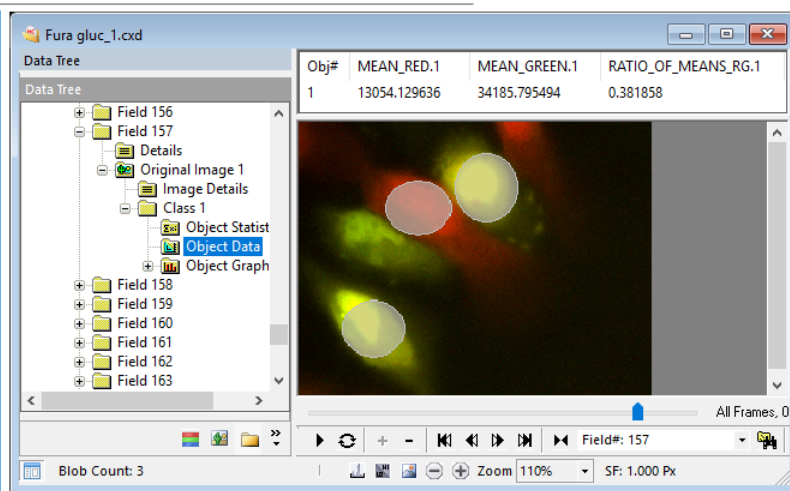 Fura gluc_1.cxd
Data Tree
Data Tree
Field 156
Field 157
Details
Original Image 1
Image Details
Class 1
Object Statist
Object Data
Object Graph
Field 158
Field 159
Field 160
Field 161
Field 162
Field 163
Obj# MEAN_RED.1 MEAN_GREEN.1 RATIO_OF_MEANS_RG.1
1 13054.129636 34185.795494 0.381858
All Frames, 0
Field#: 157
Blob Count: 3
Zoom 110% SF: 1.000 Px